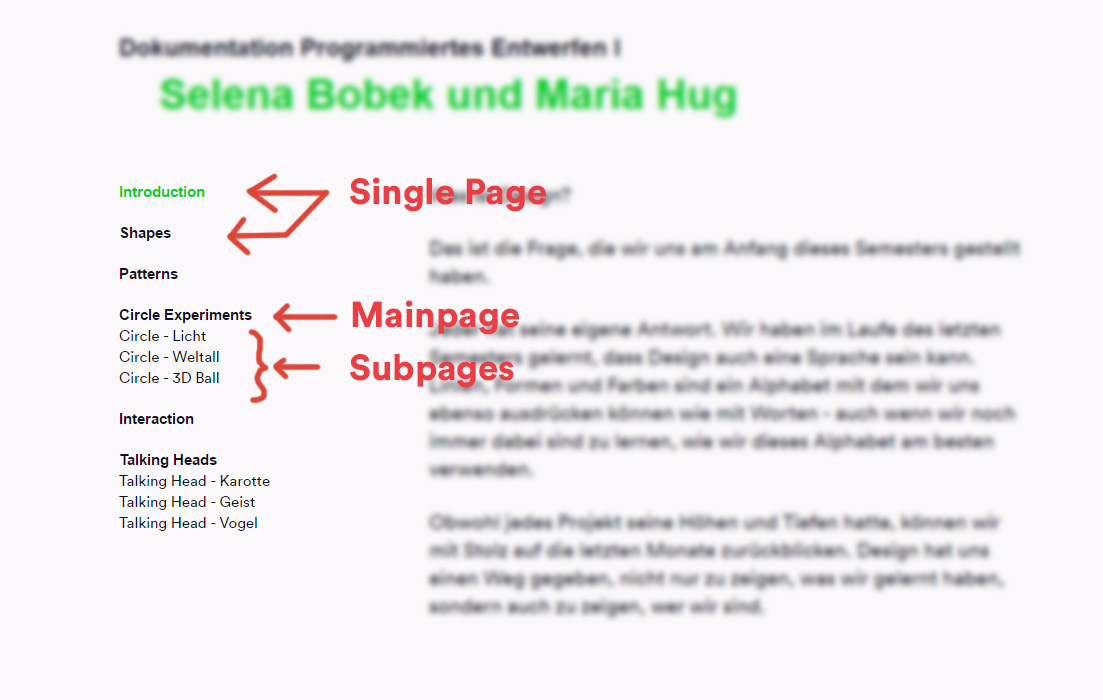 Dokumentation Programmiertes Entwerfen I
Selena Bobek und Maria Hug
Introduction
Single Page
Shapes
Patterns
Circle Experiments
Mainpage
Circle - Licht
Circle - Weltall
Circle - 3D Ball
Subpages
Interaction
Talking Heads
Talking Head - Karotte
Talking Head - Geist
Talking Head - Vogel
Das ist die Frage, die wir uns am Anfang dieses Semesters gestellt
haben.
seine eigene Antwort. Wir haben im Laufe des letzten
Semesters gelernt, dass Design auch eine Sprache sein kann.
Linien, Formen und Farben sind ein Alphabet mit dem wir uns
ebenso ausdrücken können wie mit Worten - auch wenn wir noch
immer dabei sind zu lernen, wie wir dieses Alphabet am besten
verwenden.
Obwohl jedes Projekt seine Höhen und Tiefen hatte, können wir
mit Stolz auf die letzten Monate zurückblicken. Design hat uns
einen Weg gegeben, nicht nur zu zeigen, was wir gelernt haben,
sondern auch zu zeigen, wer wir sind.